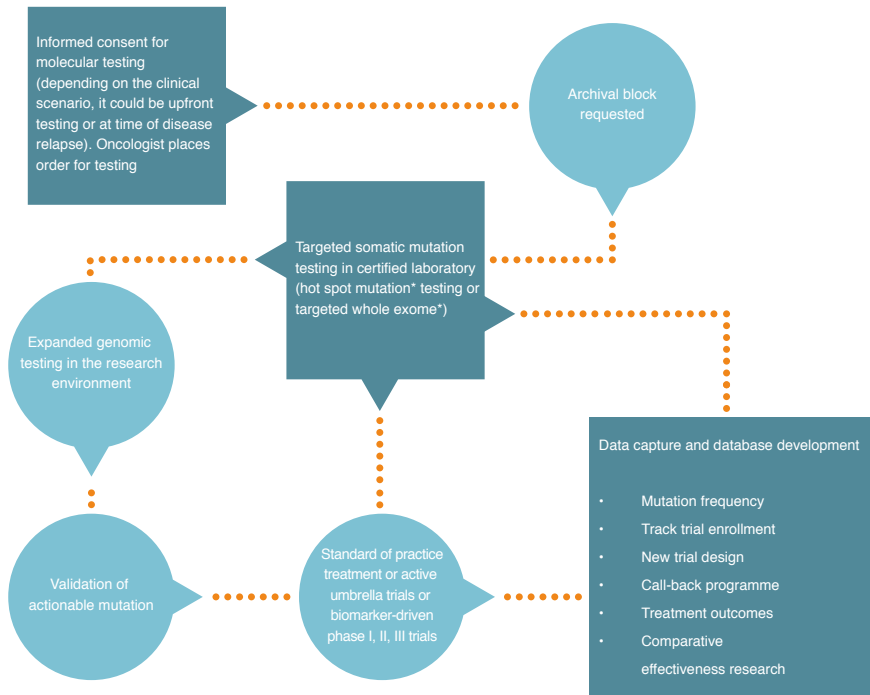 Informed consent for
molecular testing
(depending on the clinical
scenario, it could be upfront
testing or at time of disease
relapse). Oncologist places
order for testing
Archival block
requested
Targeted somatic mutation
testing in certified laboratory
(hot spot mutation* testing or
targeted whole exome*)
Expanded genomic
testing in the research
environment
Validation of
actionable mutation
Standard of practice
treatment or active
umbrella trials or
biomarker-driven
phase I, II, III trials
Data capture and database development
• Mutation frequency
• Track trial enrollment
• New trial design
• Call-back programme
• Treatment outcomes
• Comparative
effectiveness research